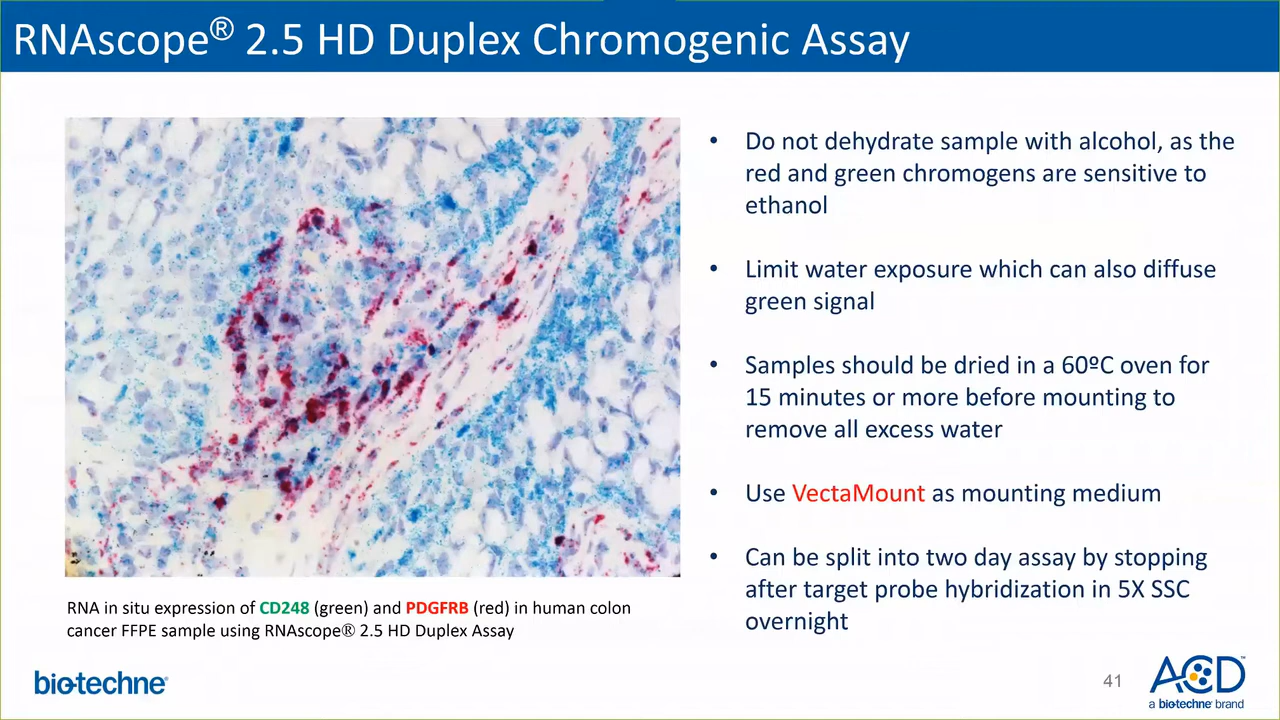 RNAscope® 2.5 HD Duplex Chromogenic Assay
• Do not dehydrate sample with alcohol, as the
red and green chromogens are sensitive to
ethanol
• Limit water exposure which can also diffuse
green signal
• Samples should be dried in a 60ºC oven for
15 minutes or more before mounting to
remove all excess water
• Use VectaMount as mounting medium
• Can be split into two day assay by stopping
after target probe hybridization in 5X SSC
overnight
RNA in situ expression of CD248 (green) and PDGFRB (red) in human colon
cancer FFPE sample using RNAscope® 2.5 HD Duplex Assay
bio-techne®
41
ACD™
a bio-techne® brand